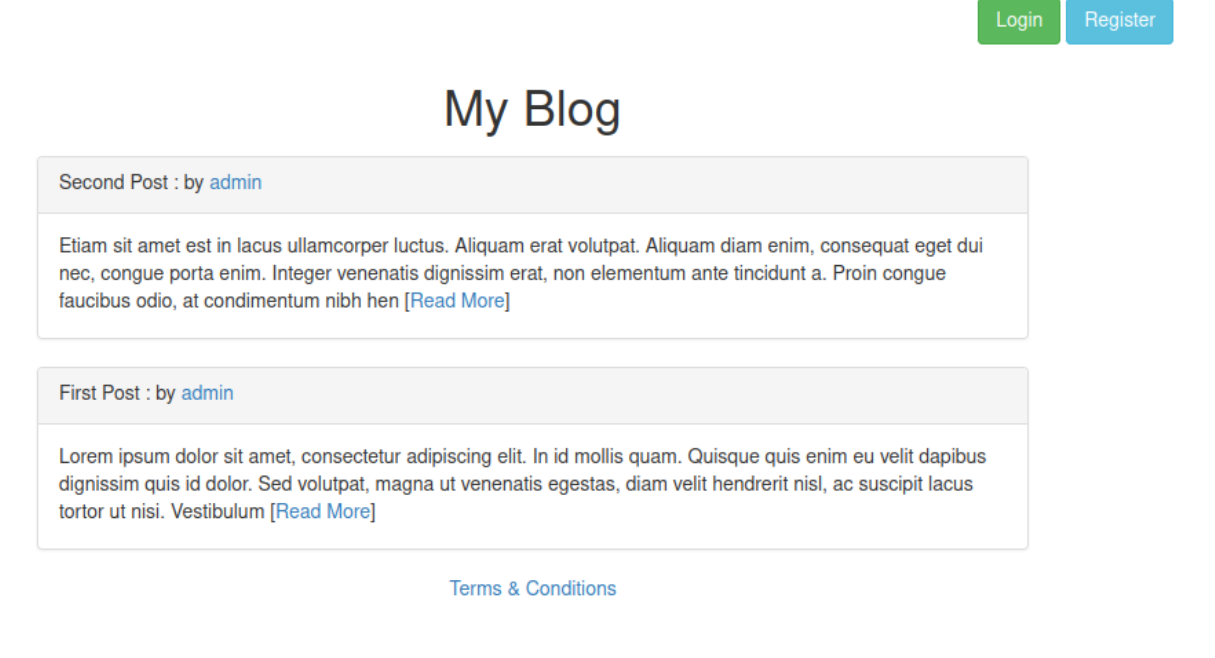 Login Register
My Blog
Second Post : by admin
Etiam sit amet est in lacus ullamcorper luctus. Aliquam erat volutpat. Aliquam diam enim, consequat eget dui
nec, congue porta enim. Integer venenatis dignissim erat, non elementum ante tincidunt a. Proin congue
faucibus odio, at condimentum nibh hen [Read More]
First Post : by admin
Lorem ipsum dolor sit amet, consectetur adipiscing elit. In id mollis quam. Quisque quis enim eu velit dapibus
dignissim quis id dolor. Sed volutpat, magna ut venenatis egestas, diam velit hendrerit nisl, ac suscipit lacus
tortor ut nisi. Vestibulum [Read More]
Terms & Conditions